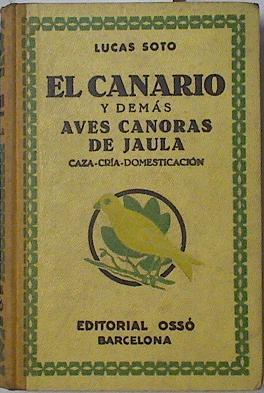 LUCAS SOTO
EL CANARIO
Y DEMÁS
AVES CANORAS
DE JAULA
CAZA-CRÍA-DOMESTICACIÓN
EDITORIAL OSSÓ
BARCELONA